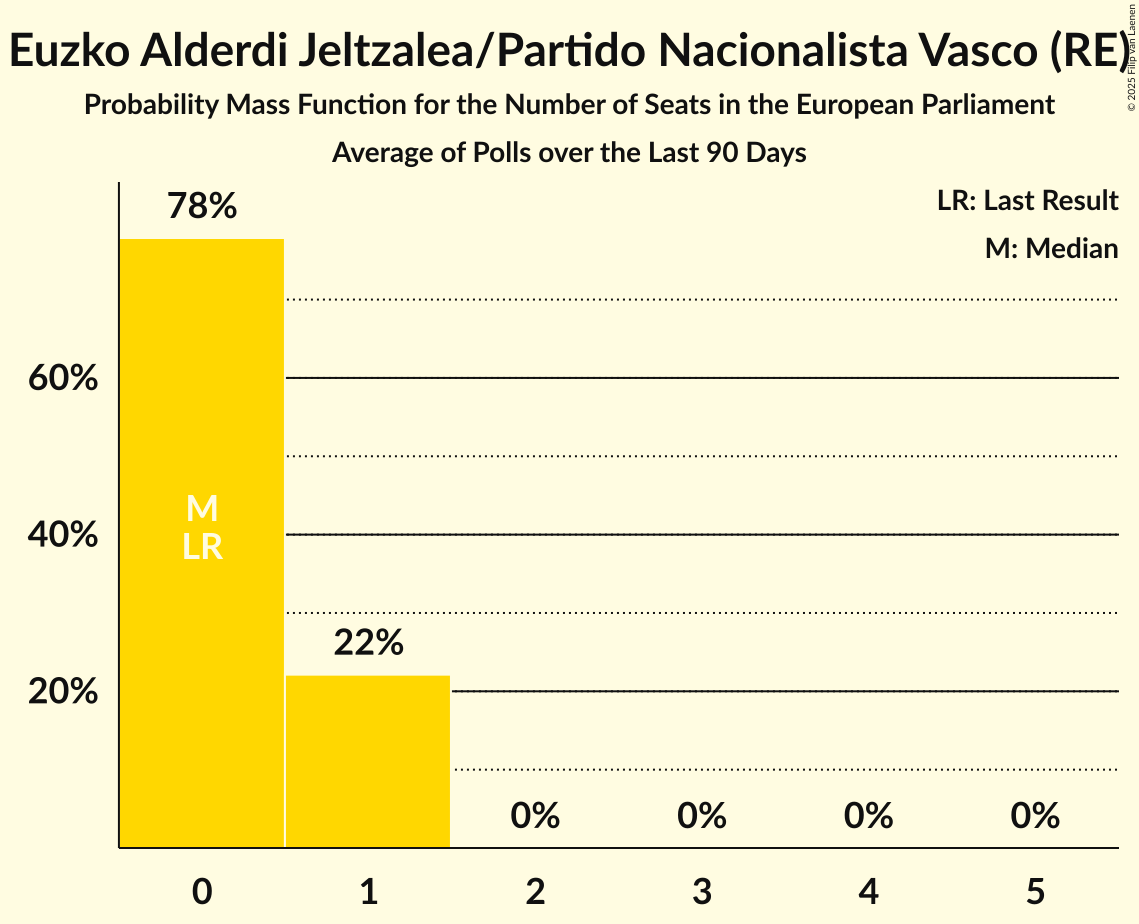 Euzko Alderdi Jeltzalea/Partido Nacionalista Vasco (RE)
© 2025 Filip van Laenen
Probability Mass Function for the Number of Seats in the European Parliament
Average of Polls over the Last 90 Days
LR: Last Result
M: Median
78%
60%
M
40%
LR
22%
20%
0% 0% 0% 0%
0 1 2 3 4 5